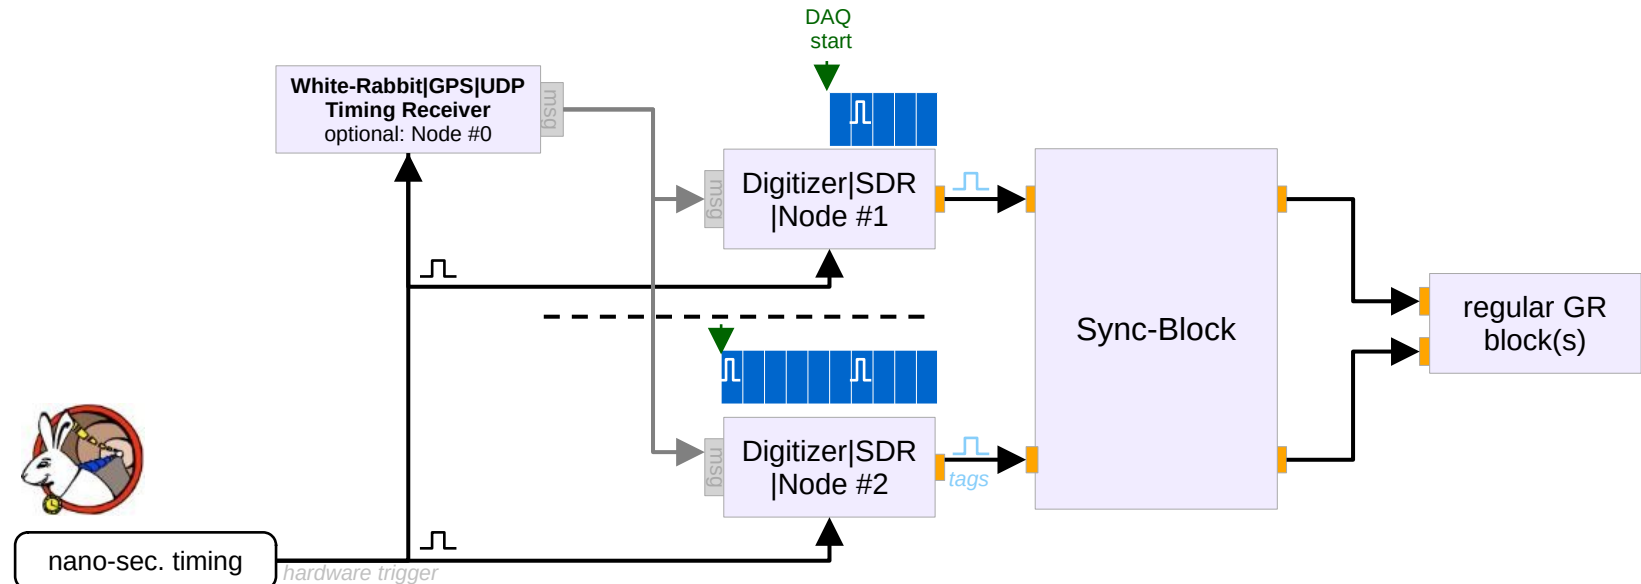 DAQ
start
White-Rabbit|GPS|UDP
Timing Receiver
optional: Node #0
msg
msg
Digitizer|SDR
|Node #1
Sync-Block
regular GR
block(s)
msg
Digitizer|SDR
|Node #2
tags
nano-sec. timing
hardware trigger